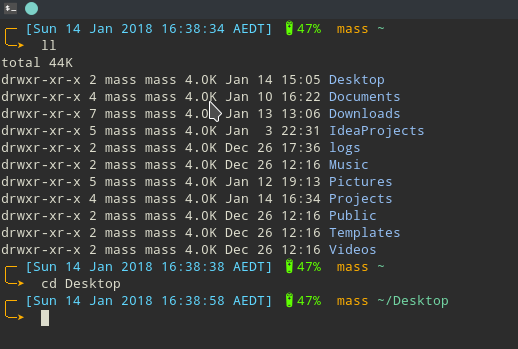 [Sun 14 Jan 2018 16:38:34 AEDT] 47% mass ~
ll
total 44K
drwxr-xr-x 2 mass mass 4.0K Jan 14 15:05 Desktop
drwxr-xr-x 4 mass mass 4.0K Jan 10 16:22 Documents
drwxr-xr-x 7 mass mass 4.0K Jan 13 13:06 Downloads
drwxr-xr-x 5 mass mass 4.0K Jan  3 22:31 IdeaProjects
drwxr-xr-x 2 mass mass 4.0K Dec 26 17:36 logs
drwxr-xr-x 2 mass mass 4.0K Dec 26 12:16 Music
drwxr-xr-x 5 mass mass 4.0K Jan 12 19:13 Pictures
drwxr-xr-x 4 mass mass 4.0K Jan 14 16:34 Projects
drwxr-xr-x 2 mass mass 4.0K Dec 26 12:16 Public
drwxr-xr-x 2 mass mass 4.0K Dec 26 12:16 Templates
drwxr-xr-x 2 mass mass 4.0K Dec 26 12:16 Videos
[Sun 14 Jan 2018 16:38:38 AEDT] 47% mass ~
cd Desktop
[Sun 14 Jan 2018 16:38:58 AEDT] 47% mass ~/Desktop